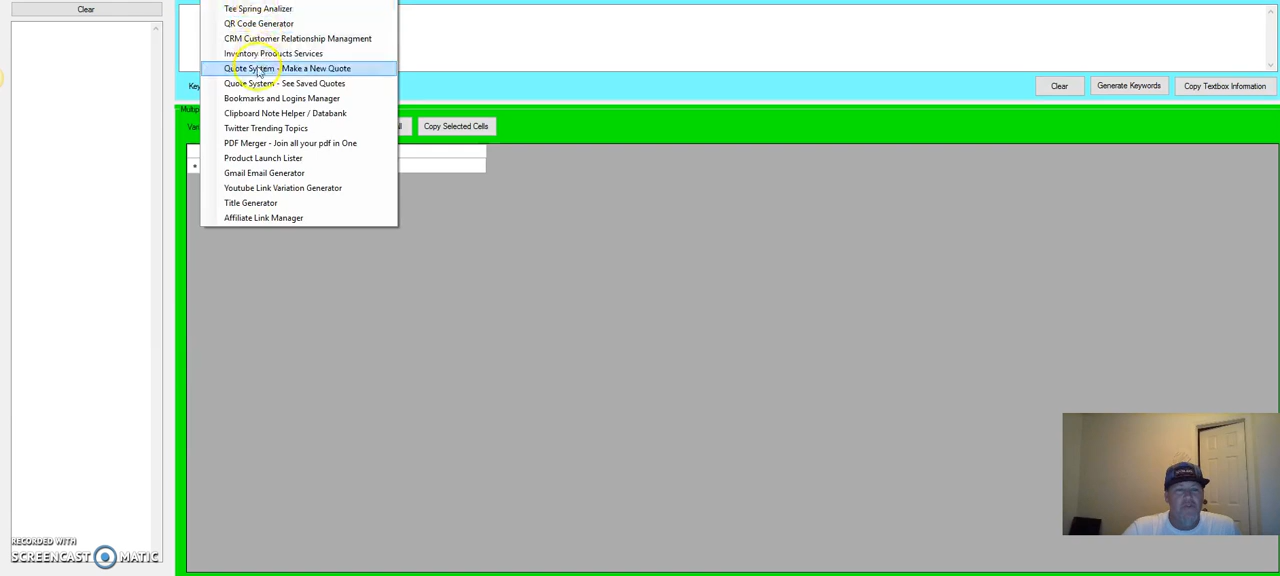 Clear
Tee Spring Analizer
QR Code Generator
CRM Customer Relationship Managment
Inventory Products Services
Quote System - Make a New Quote
Quote System - See Saved Quotes
Bookmarks and Logins Manager
Clipboard Note Helper / Databank
Twitter Trending Topics
PDF Merger - Join all your pdf in One
Product Launch Lister
Gmail Email Generator
Youtube Link Variation Generator
Title Generator
Affiliate Link Manager
Clear
Generate Keywords
Copy Textbox Information
Copy Selected Cells
RECORDED WITH
SCREENCAST MATIC